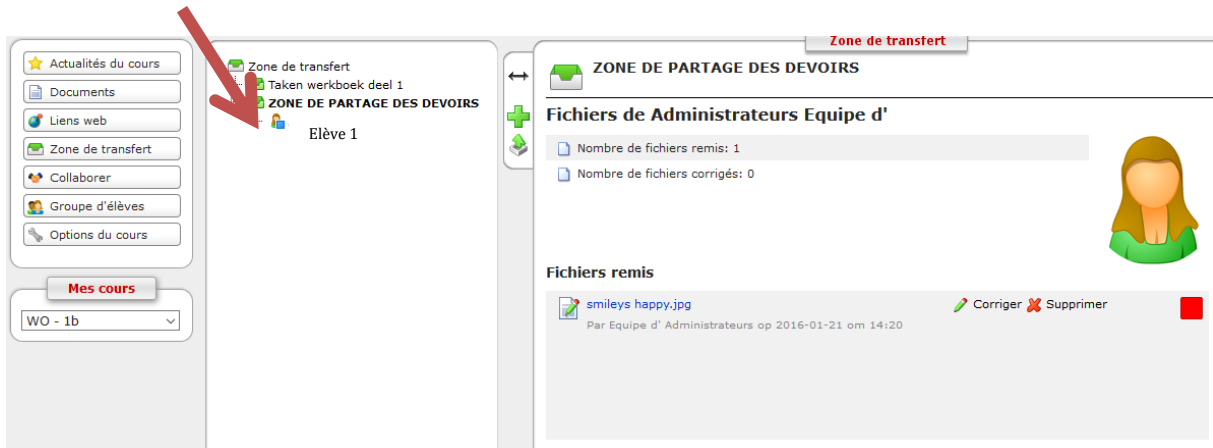 Actualités du cours
Documents
Liens web
Zone de transfert
Collaborer
Groupe d'élèves
Options du cours
Mes cours
WO - 1b
Zone de transfert
Taken werkboek deel 1
ZONE DE PARTAGE DES DEVOIRS
Elève 1
Zone de transfert
ZONE DE PARTAGE DES DEVOIRS
Fichiers de Administrateurs Equipe d'
Nombre de fichiers remis: 1
Nombre de fichiers corrigés: 0
Fichiers remis
smileys happy.jpg Corriger Supprimer
Par Equipe d' Administrateurs op 2016-01-21 om 14:20